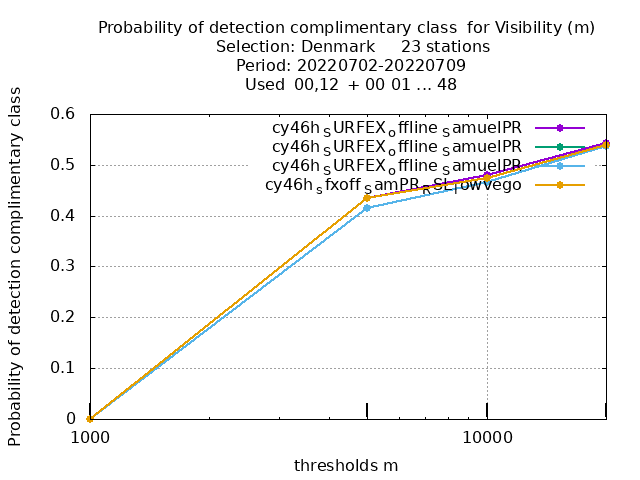 Probability of detection complimentary class for Visibility (m)
Selection: Denmark 23 stations
Period: 20220702-20220709
Used 00,12 + 00 01 ... 48
Probability of detection complimentary class
0.6
0.5
0.4
0.3
0.2
0.1
0
cy46h_SURFEX_offline_SamuelPR
cy46h_SURFEX_offline_SamuelPR
cy46h_SURFEX_offline_SamuelPR
cy46h_sfxoff_SamPR_RSL_lowvego
1000
10000
thresholds m